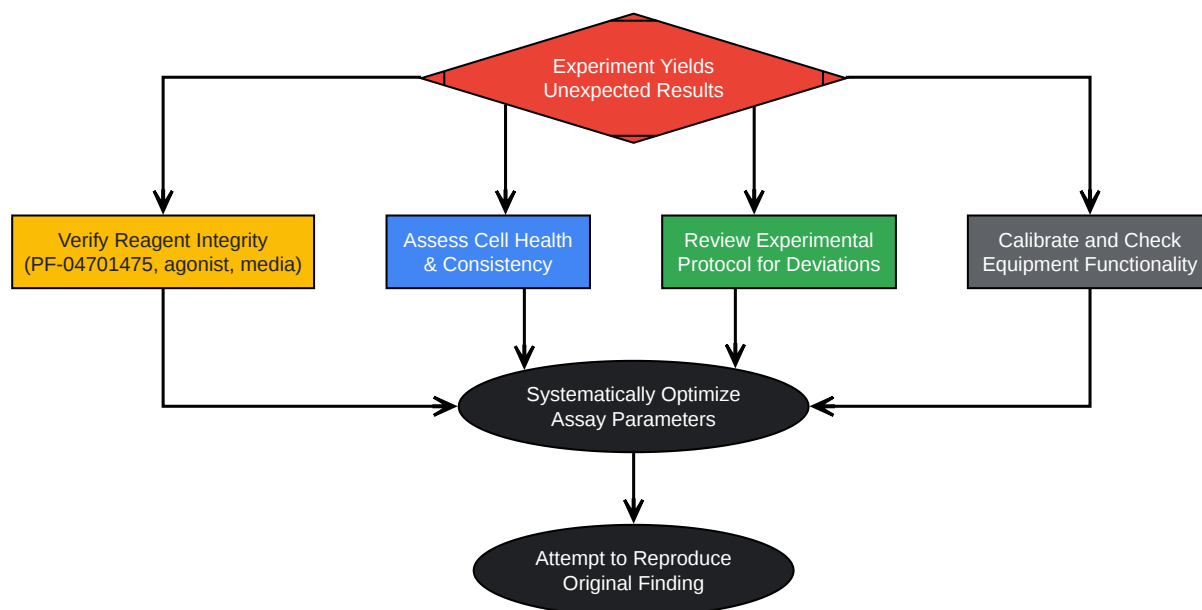 Experiment Yields
Unexpected Results
Verify Reagent Integrity
(PF-04701475, agonist, media)
Assess Cell Health
& Consistency
Review Experimental
Protocol for Deviations
Calibrate and Check
Equipment Functionality
Systematically Optimize
Assay Parameters
Attempt to Reproduce
Original Finding